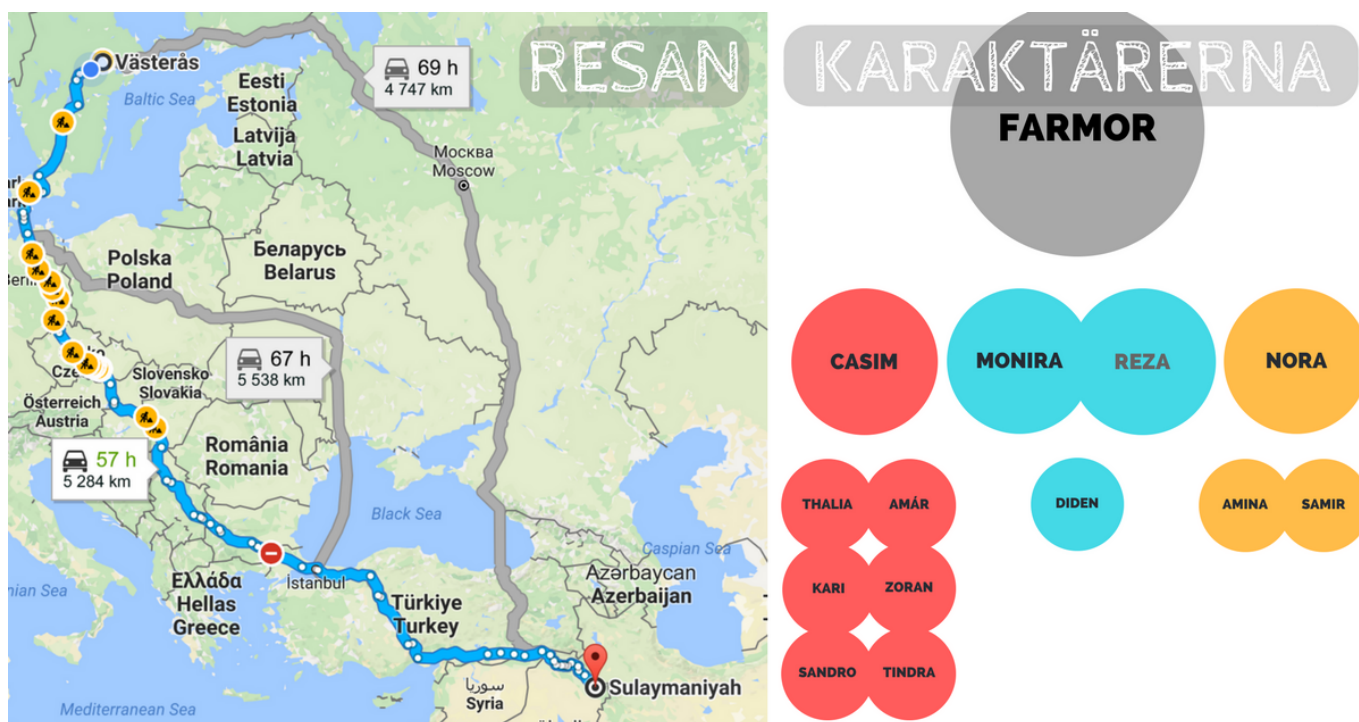 RESAN
Västerås
69 h
4 747 km
Baltic Sea
Eesti
Estonia
Latvija
Latvia
Москва
Moscow
Polska
Poland
Беларусь
Belarus
67 h
5 538 km
Slovensko
Slovakia
Österreich
Austria
România
Romania
57 h
5 284 km
Black Sea
Caspian Sea
Azərbaycan
Azerbaijan
İstanbul
Ελλάδα
Hellas
Greece
Türkiye
Turkey
سوريا
Syria
Sulaymaniyah
Mediterranean Sea
KARAKTÄRERNA
FARMOR
CASIM
MONIRA
REZA
NORA
THALIA
AMÁR
DIDEN
AMINA
SAMIR
KARI
ZORAN
SANDRO
TINDRA